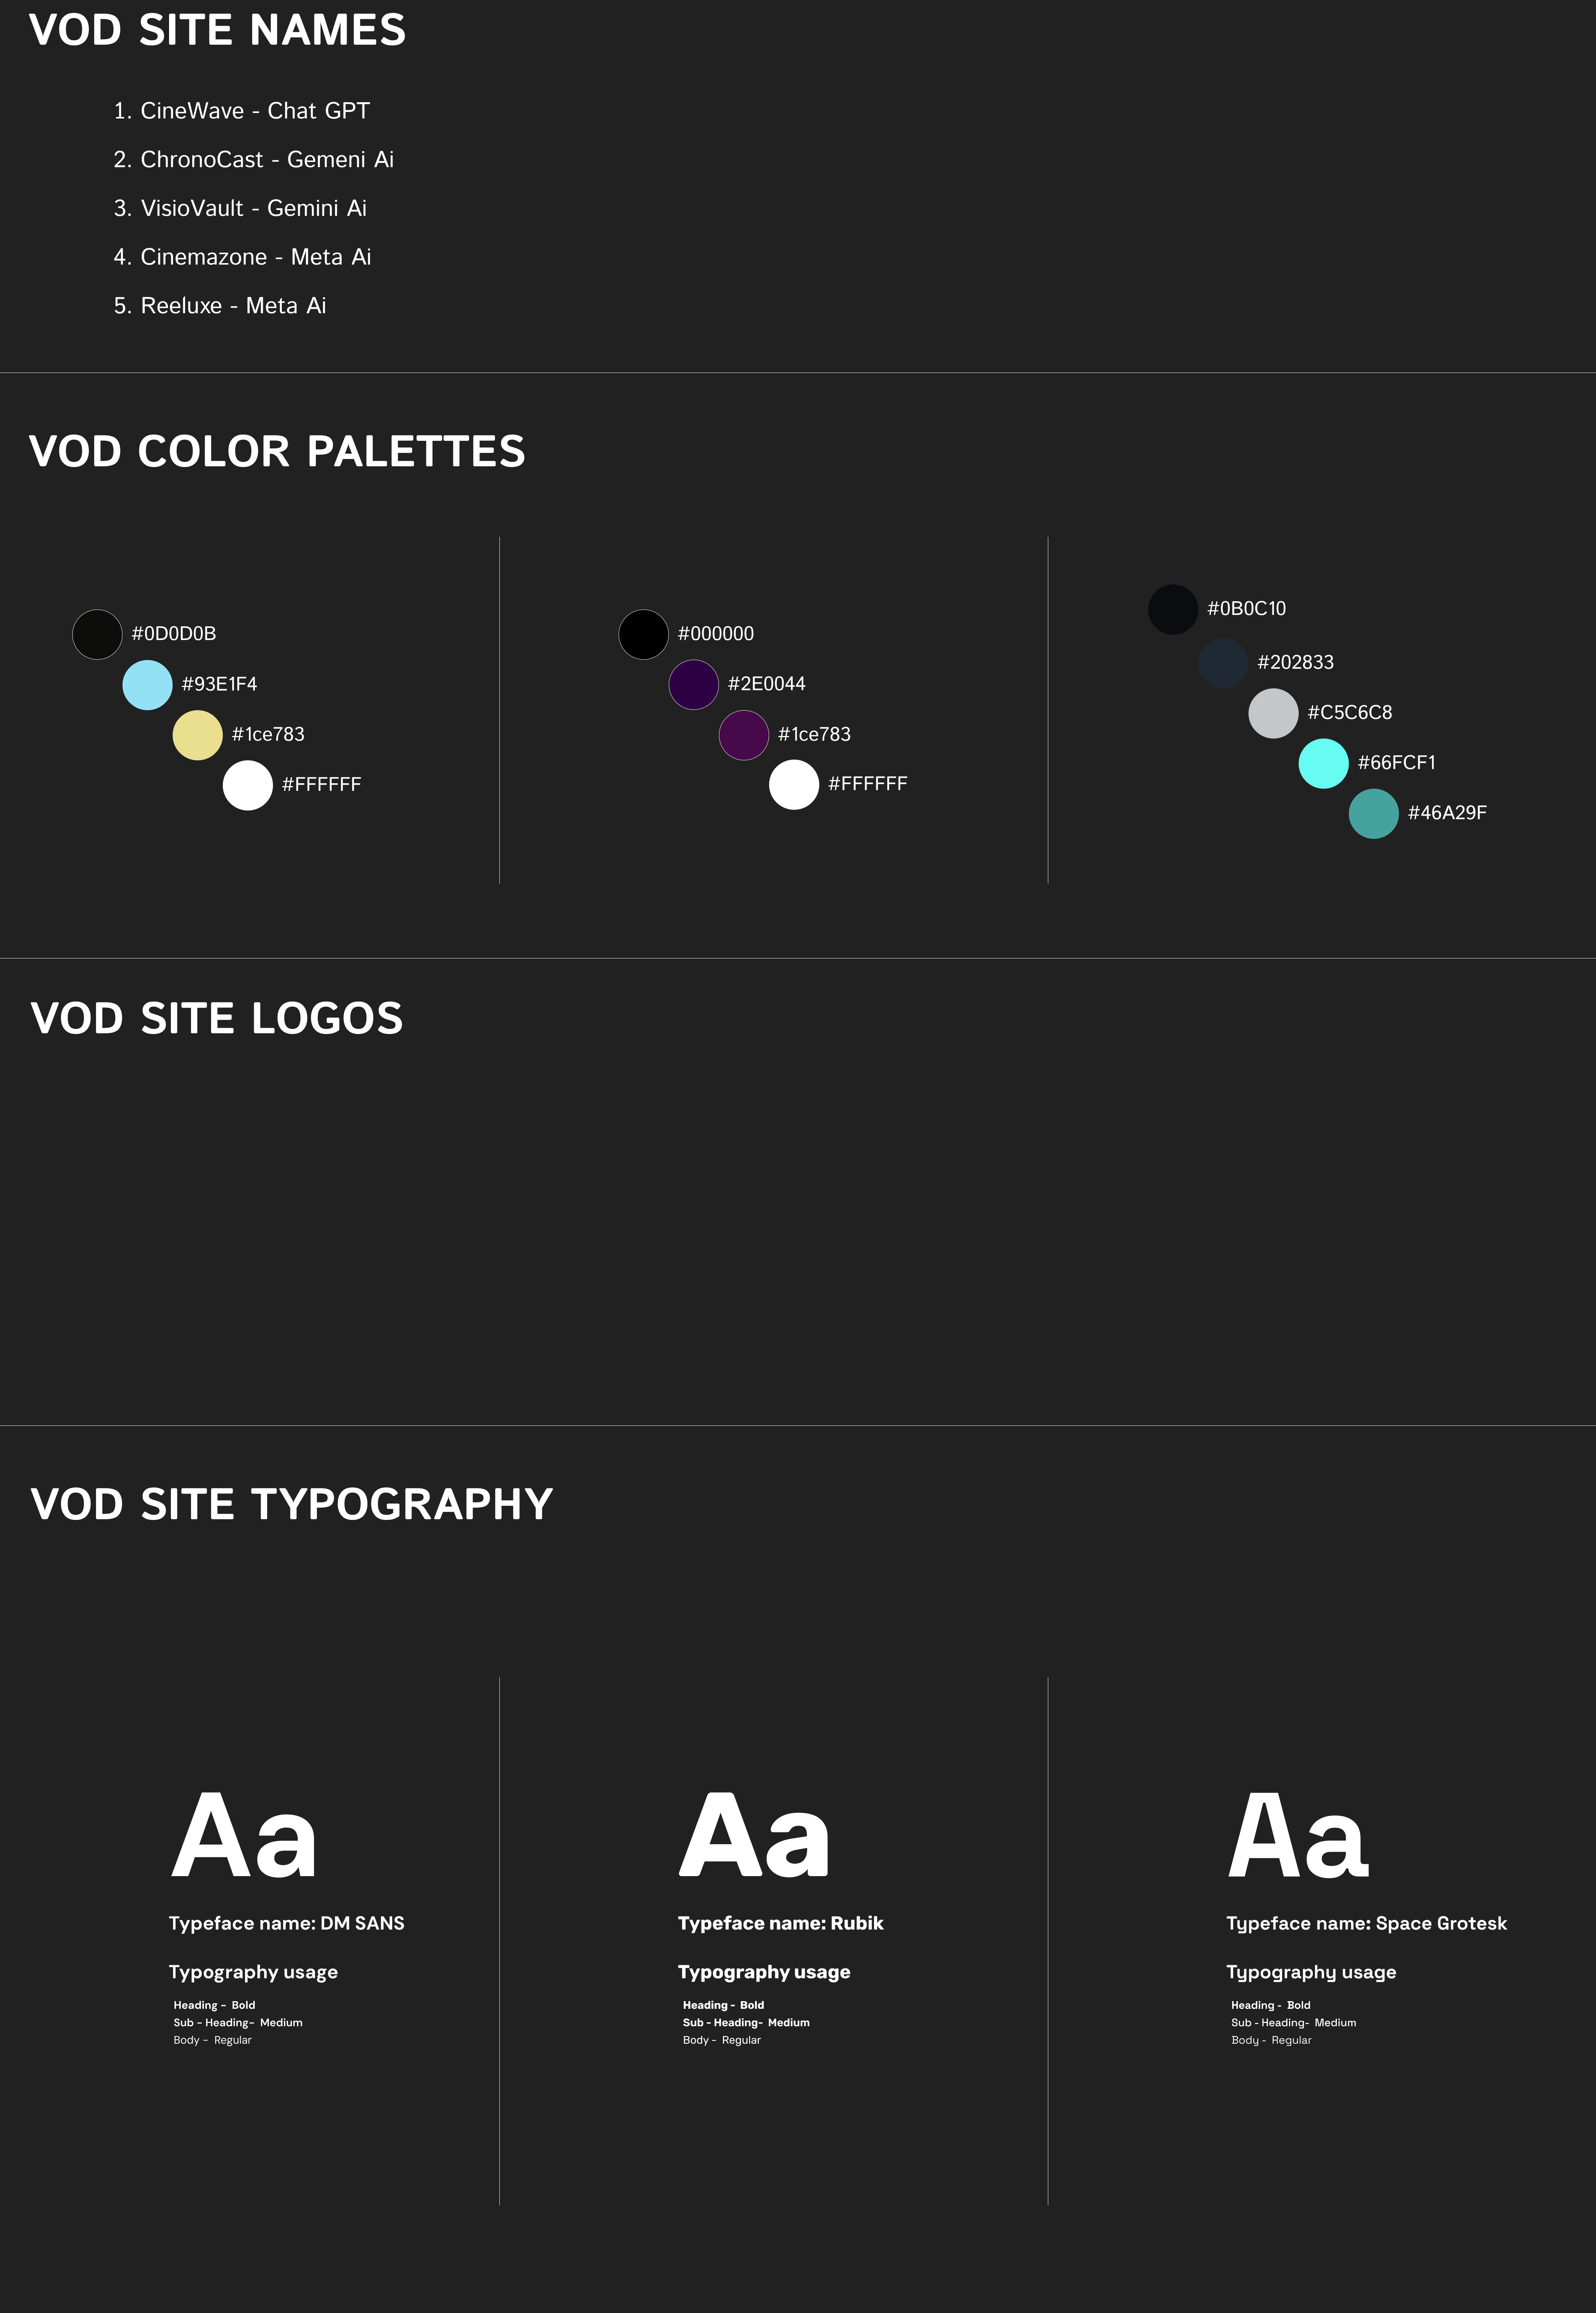 VOD SITE NAMES
1. CineWave - Chat GPT
2. ChronoCast - Gemeni Ai
3. VisioVault - Gemini Ai
4. Cinemazone - Meta Ai
5. Reeluxe - Meta Ai
VOD COLOR PALETTES
#0D0D0B
#93E1F4
#1ce783
#FFFFFF
#000000
#2E0044
#1ce783
#FFFFFF
#0B0C10
#202833
#C5C6C8
#66FCF1
#46A29F
VOD SITE LOGOS
VOD SITE TYPOGRAPHY
Aa
Typeface name: DM SANS
Typography usage
Heading - Bold
Sub - Heading- Medium
Body - Regular
Aa
Typeface name: Rubik
Typography usage
Heading - Bold
Sub - Heading- Medium
Body - Regular
Aa
Typeface name: Space Grotesk
Typography usage
Heading - Bold
Sub - Heading- Medium
Body - Regular